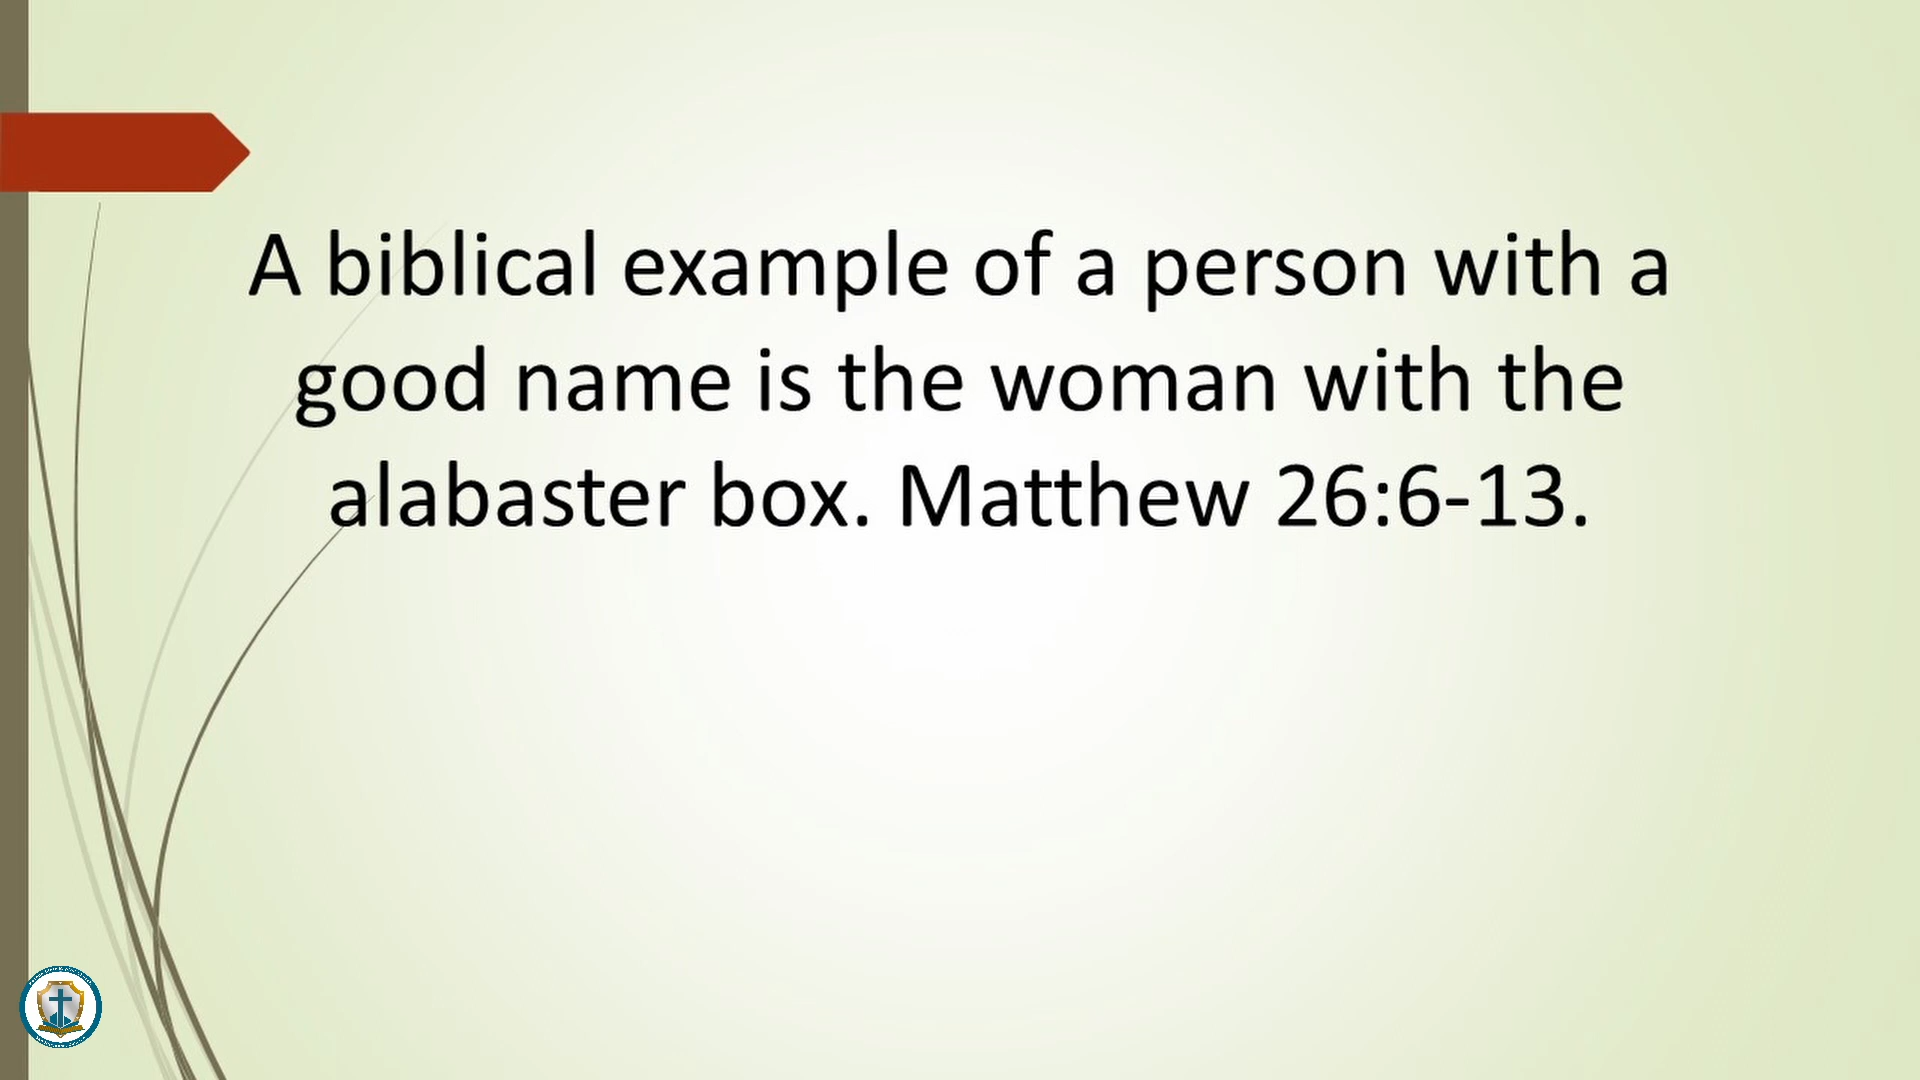 A biblical example of a person with a
good name is the woman with the
alabaster box. Matthew 26:6-13.